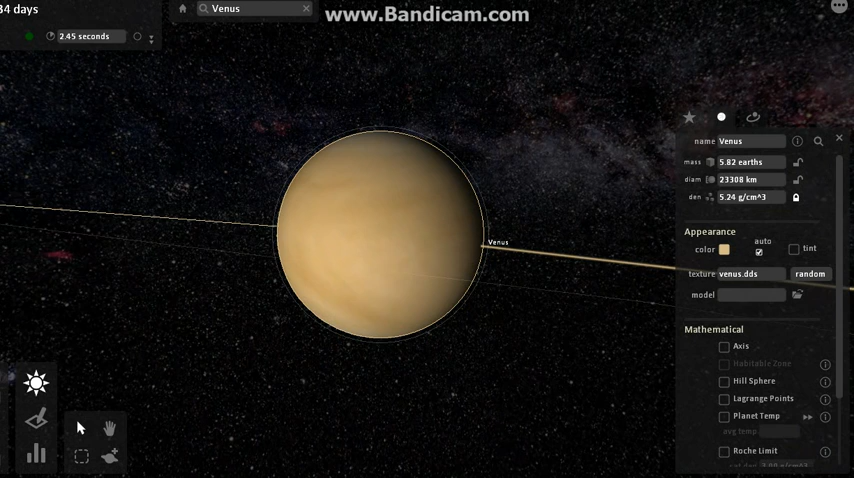 34 days
Venus
www.Bandicam.com
2.45 seconds
name Venus
mass 5.82 earths
diam 23308 km
den 5.24 g/cm^3
Appearance
color auto tint
texture venus.dds random
model
Venus
Mathematical
Axis
Habitable Zone
Hill Sphere
Lagrange Points
Planet Temp
avg temp
Roche Limit